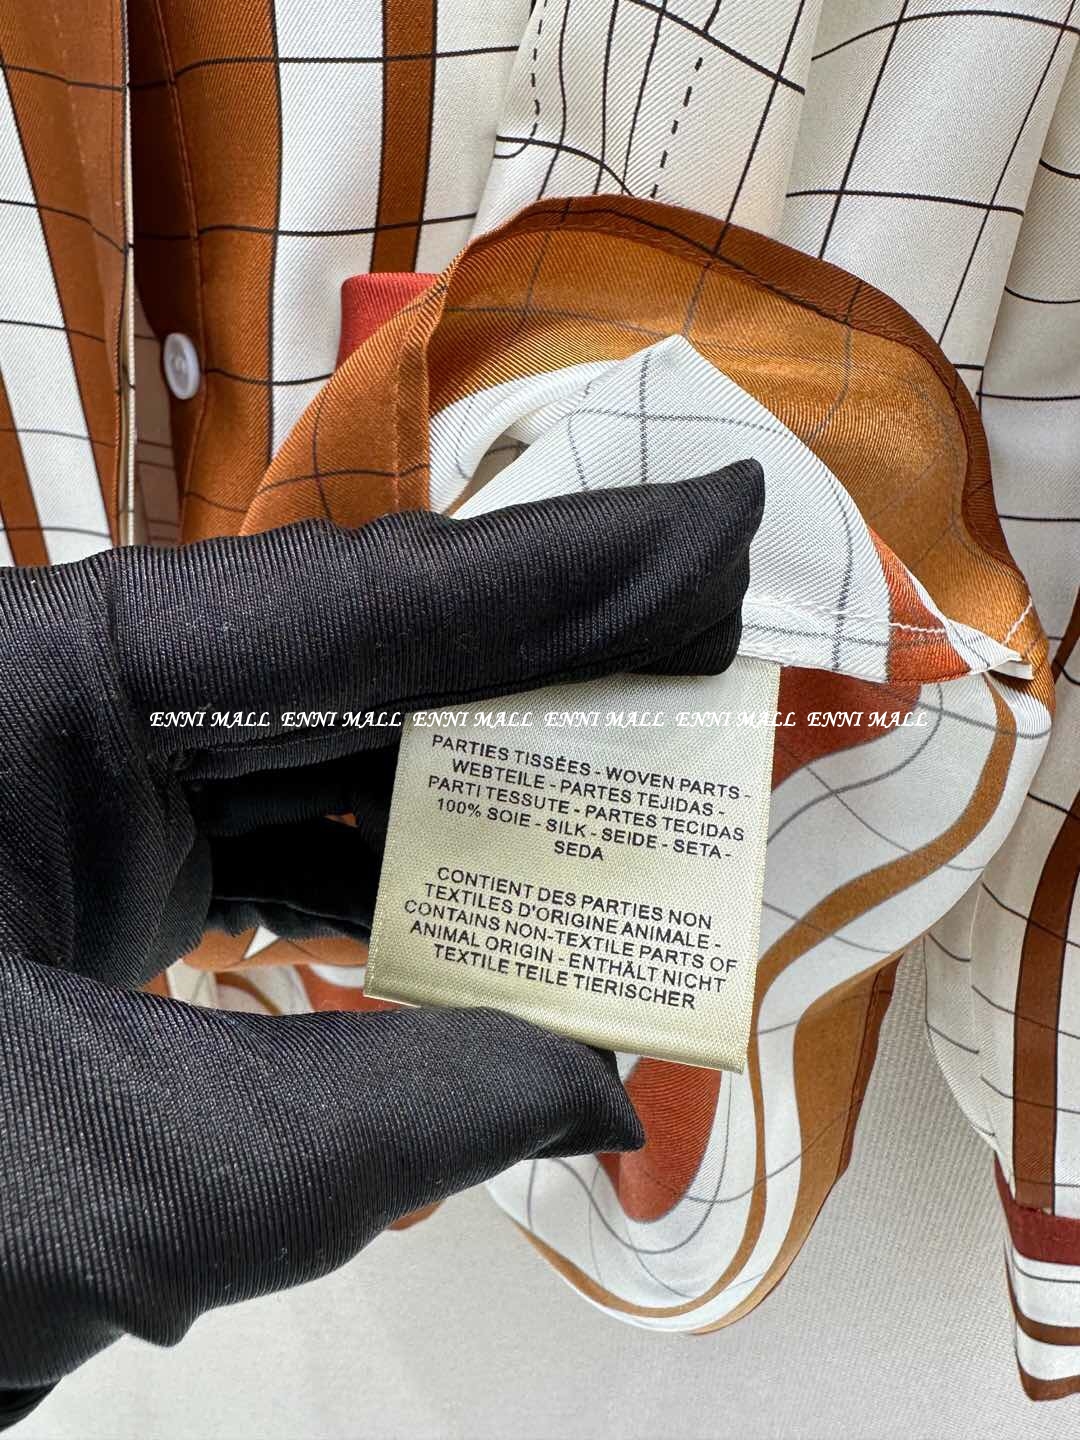 ENNI MALL ENNI MALL ENNI MALL ENNI MALL ENNI MALL ENNI MALL
PARTIES TISSÉES - WOVEN PARTS -
WEBTEILE - PARTES TEJIDAS -
PARTI TESSUTE - PARTES TECIDAS
100% SOIE - SILK - SEIDE - SETA -
SEDA
CONTIENT DES PARTIES NON
TEXTILES D'ORIGINE ANIMALE -
CONTAINS NON-TEXTILE PARTS OF
ANIMAL ORIGIN - ENTHÄLT NICHT
TEXTILE TEILE TIERISCHER